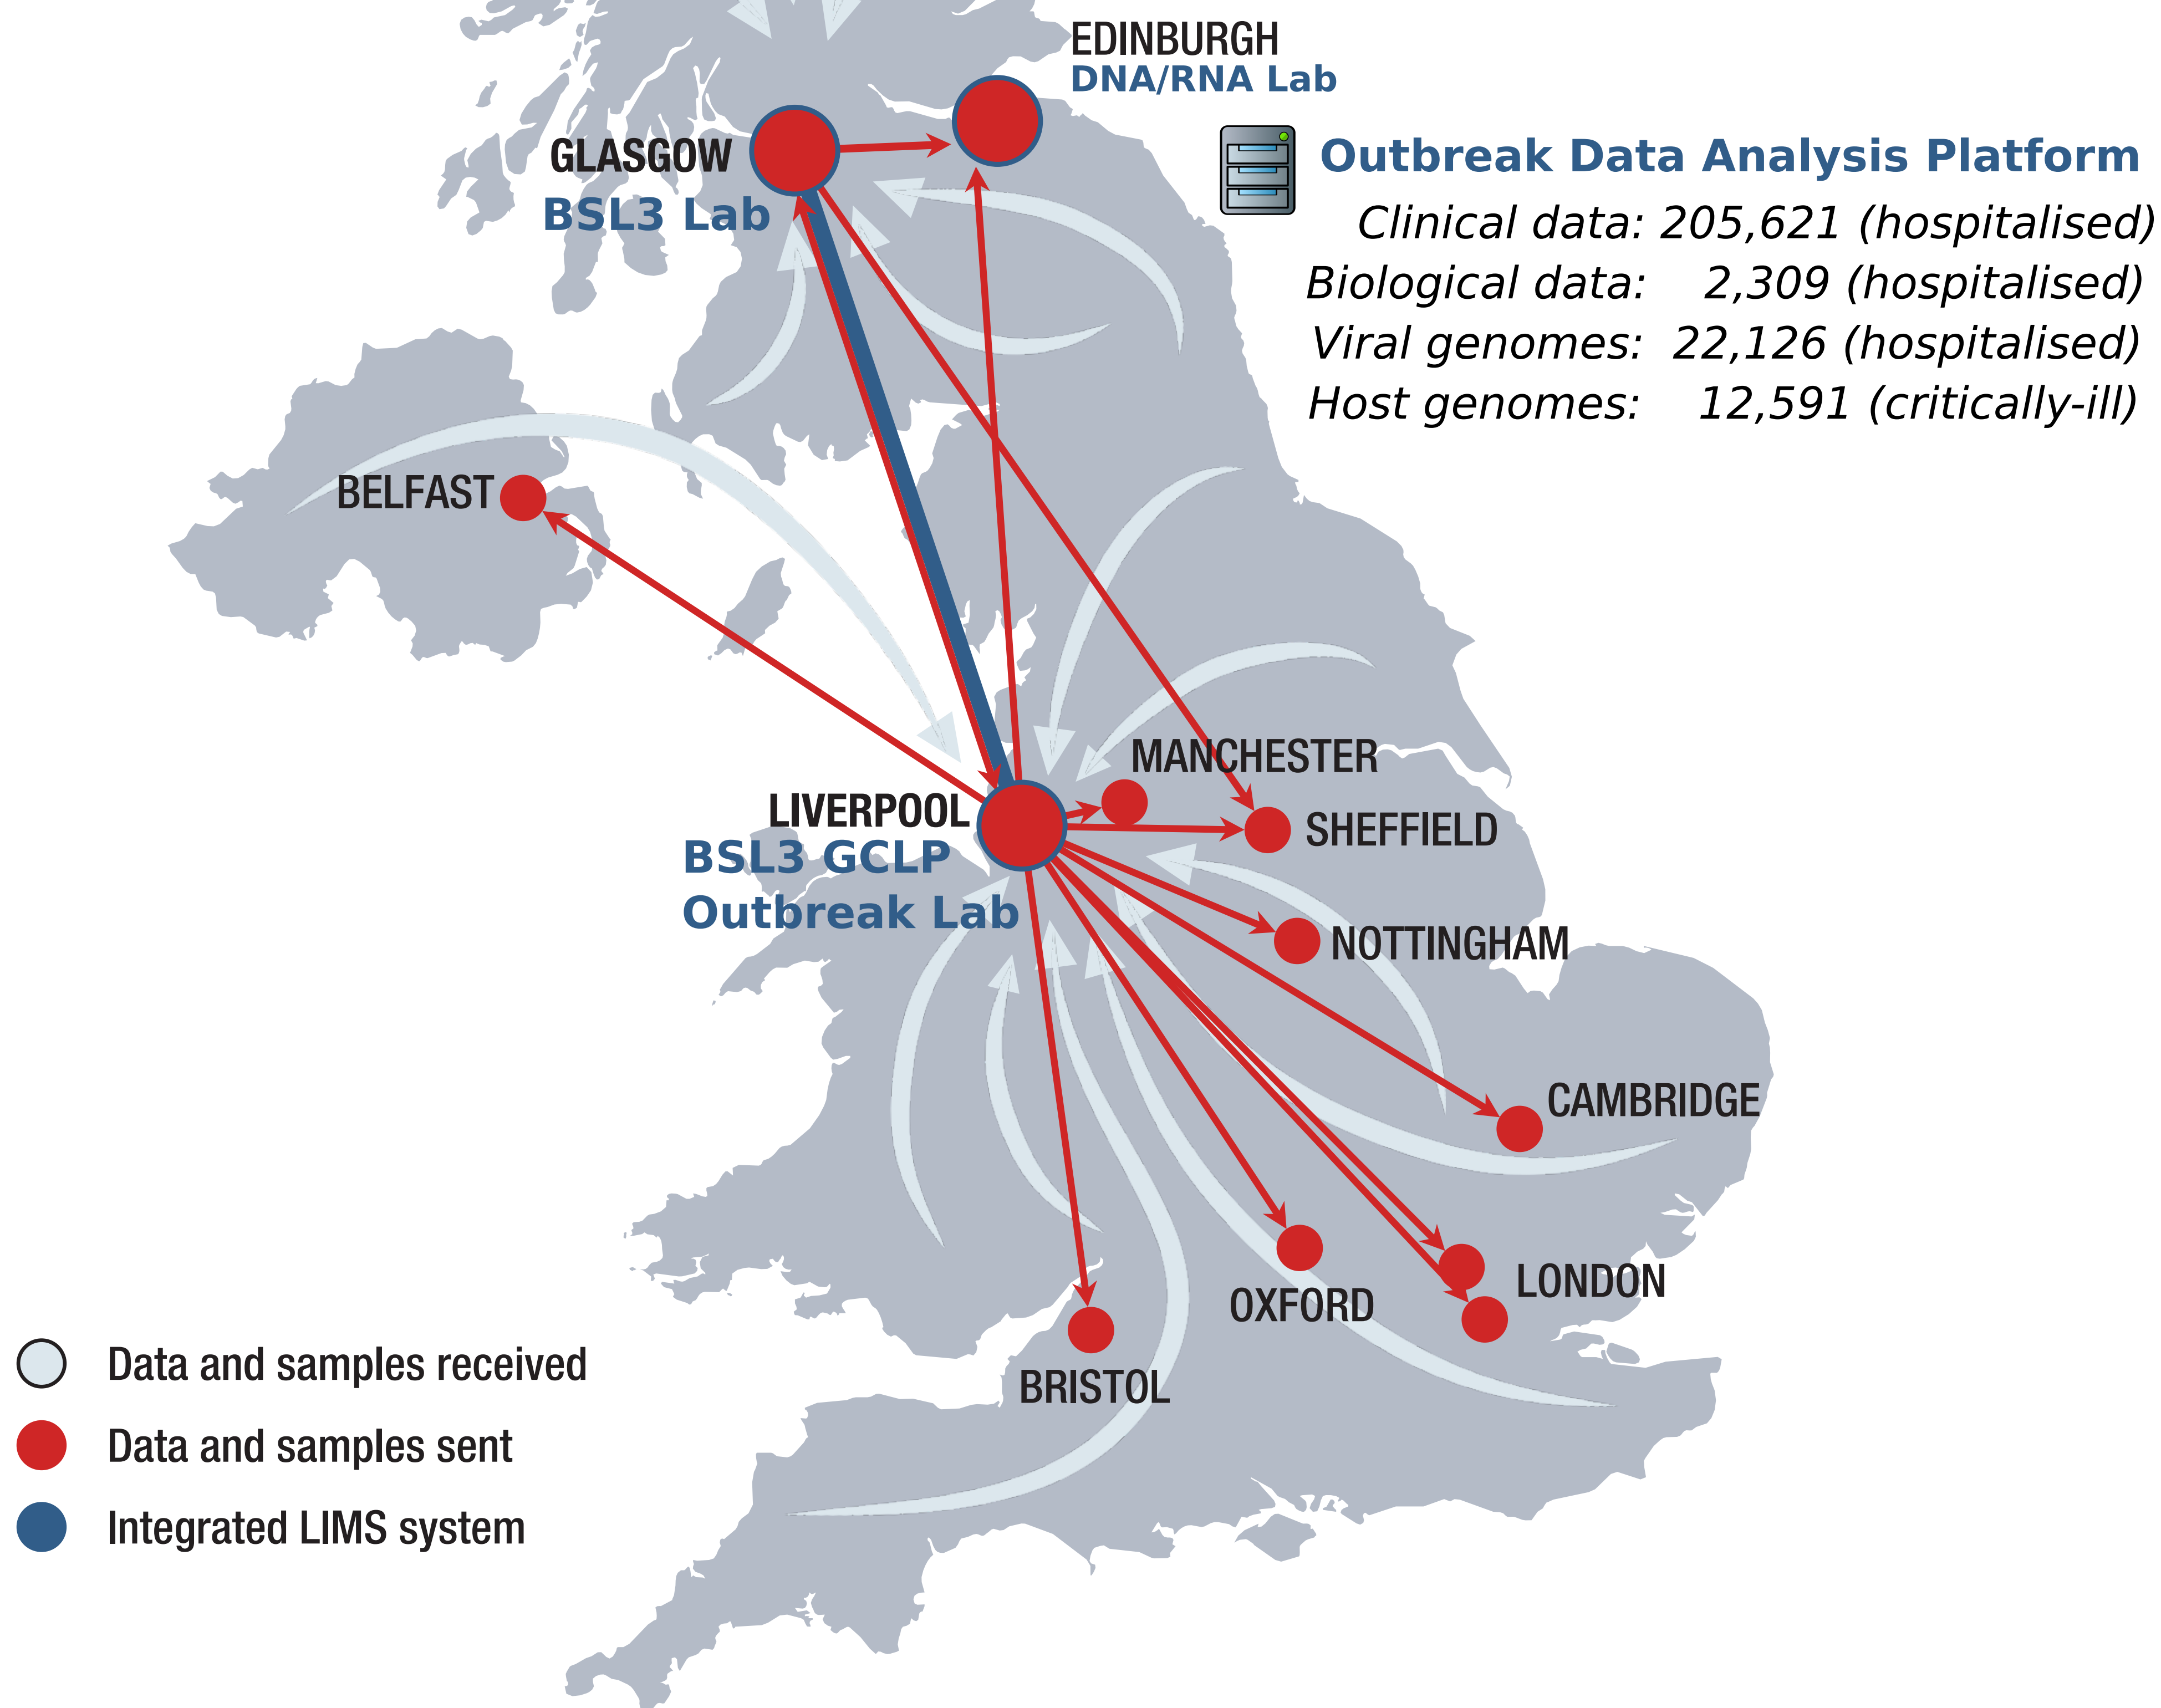 EDINBURGH
DNA/RNA Lab
GLASGOW
BSL3 Lab
Outbreak Data Analysis Platform
Clinical data: 205,621 (hospitalised)
Biological data: 2,309 (hospitalised)
Viral genomes: 22,126 (hospitalised)
Host genomes: 12,591 (critically-ill)
BELFAST
MANCHESTER
LIVERPOOL
BSL3 GCLP
Outbreak Lab
SHEFFIELD
NOTTINGHAM
CAMBRIDGE
LONDON
OXFORD
BRISTOL
Data and samples received
Data and samples sent
Integrated LIMS system